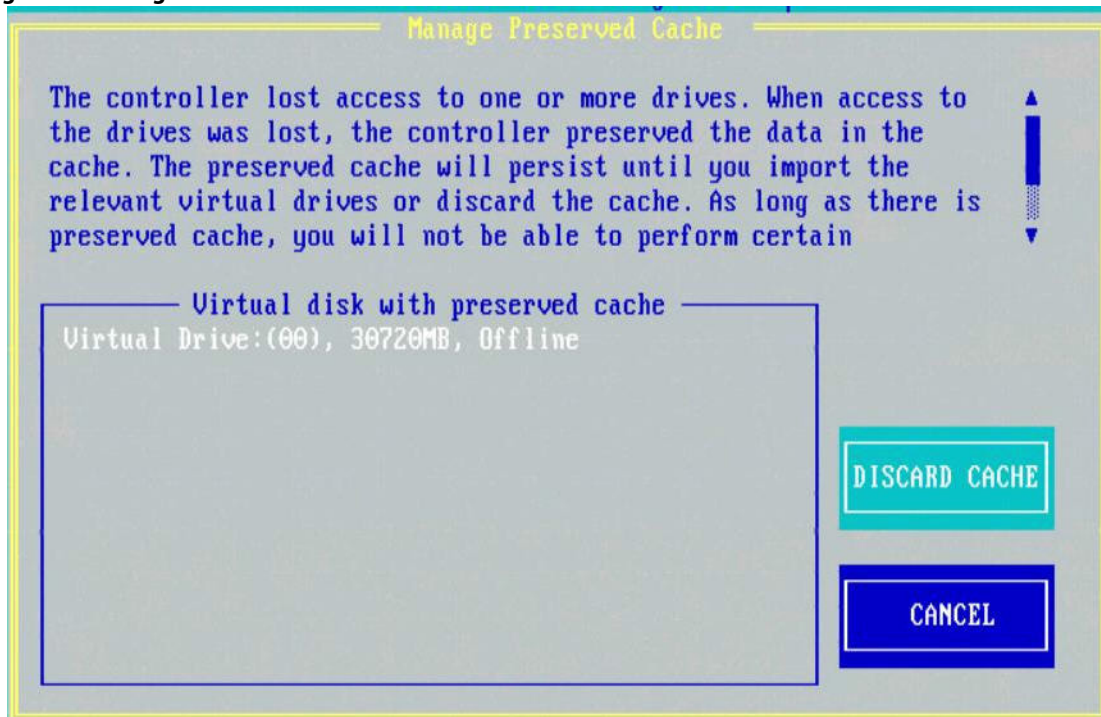 Manage Preserved Cache
The controller lost access to one or more drives. When access to
the drives was lost, the controller preserved the data in the
cache. The preserved cache will persist until you import the
relevant virtual drives or discard the cache. As long as there is
preserved cache, you will not be able to perform certain
Virtual disk with preserved cache
Virtual Drive:(00), 30720MB, Offline
DISCARD CACHE
CANCEL